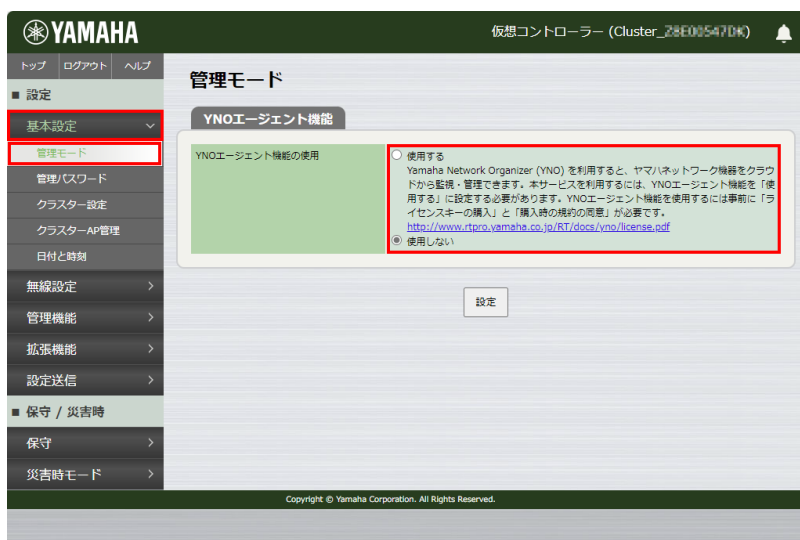 YAMAHA
仮想コントローラー (Cluster_
トップ ログアウト ヘルプ
■ 設定
基本設定
管理モード
管理パスワード
クラスター設定
クラスターAP管理
日付と時刻
無線設定
管理機能
拡張機能
設定送信
■ 保守 / 災害時
保守
災害時モード
管理モード
YNOエージェント機能
YNOエージェント機能の使用
使用する
Yamaha Network Organizer (YNO) を利用すると、ヤマハネットワーク機器をクラウ
ドから監視・管理できます。本サービスを利用するには、YNOエージェント機能を「使
用する」に設定する必要があります。YNOエージェント機能を使用するには事前に「ラ
イセンスキーの購入」と「購入時の規約の同意」が必要です。
http://www.rtpro.yamaha.co.jp/RT/docs/yno/license.pdf
使用しない
設定
Copyright © Yamaha Corporation. All Rights Reserved.